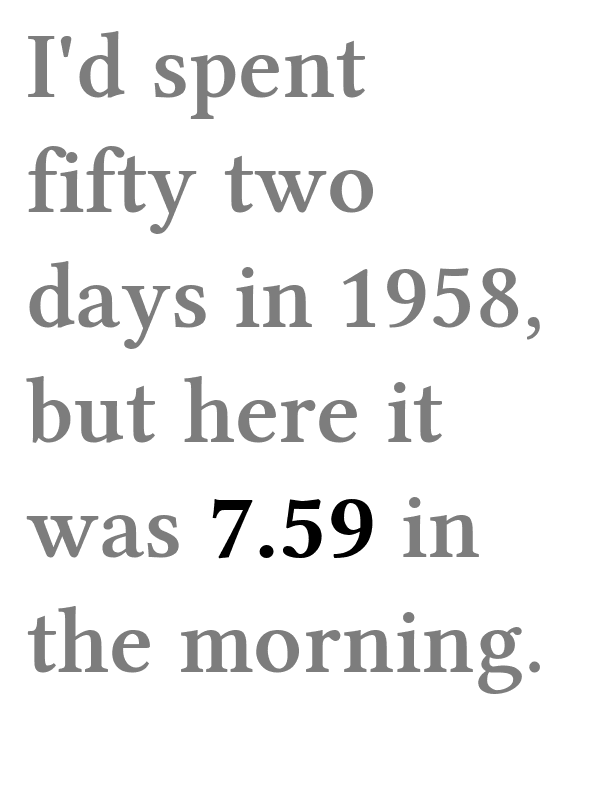 I'd spent
fifty two
days in 1958,
but here it
was 7.59 in
the morning.